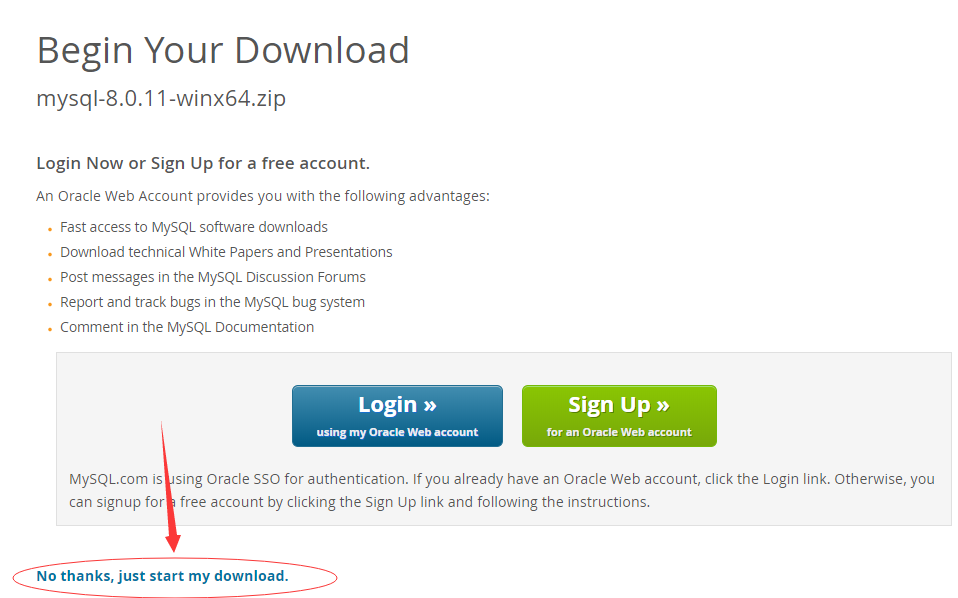 Begin Your Download
mysql-8.0.11-winx64.zip
Login Now or Sign Up for a free account.
An Oracle Web Account provides you with the following advantages:
Fast access to MySQL software downloads
Download technical White Papers and Presentations
Post messages in the MySQL Discussion Forums
Report and track bugs in the MySQL bug system
Comment in the MySQL Documentation
Login »
using my Oracle Web account
Sign Up »
for an Oracle Web account
MySQL.com is using Oracle SSO for authentication. If you already have an Oracle Web account, click the Login link. Otherwise, you
can signup for a free account by clicking the Sign Up link and following the instructions.
No thanks, just start my download.